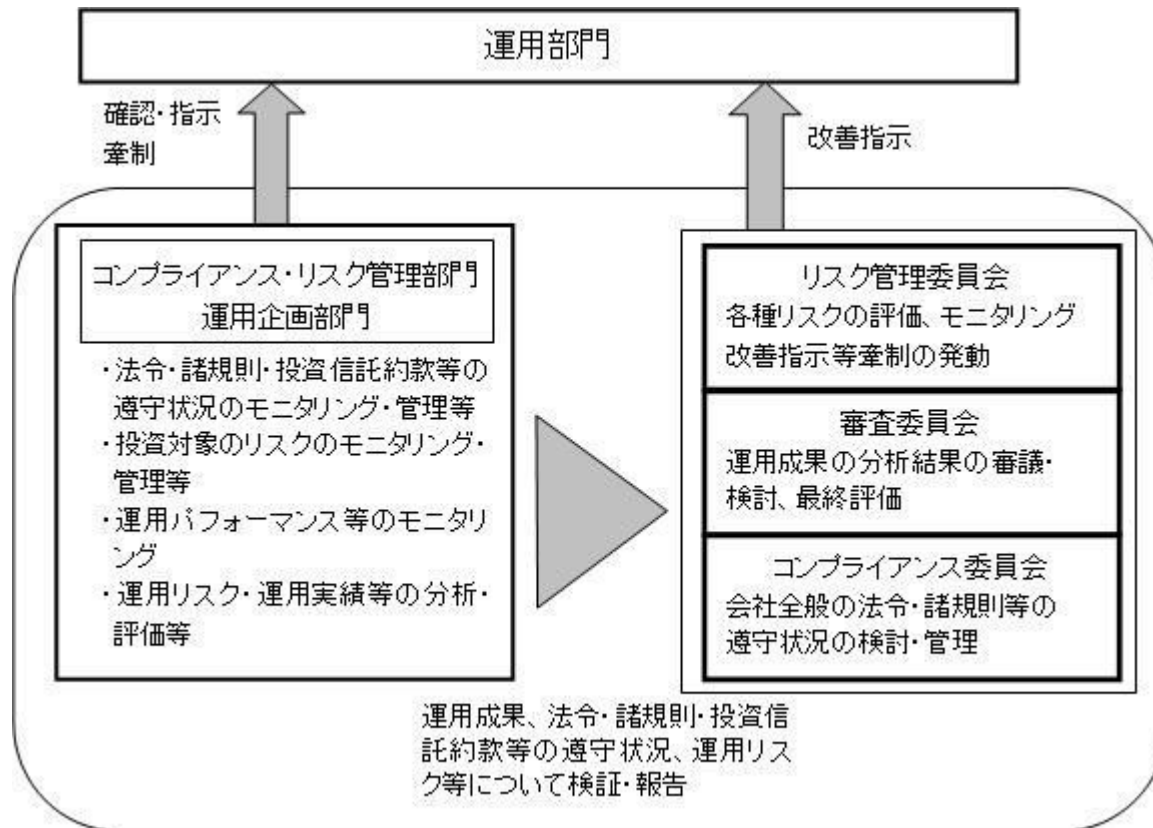 運用部門
確認・指示
牽制
改善指示
コンプライアンス・リスク管理部門
運用企画部門
・法令・諸規則・投資信託約款等の
遵守状況のモニタリング・管理等
・投資対象のリスクのモニタリング・
管理等
・運用パフォーマンス等のモニタリ
ング
・運用リスク・運用実績等の分析・
評価等
リスク管理委員会
各種リスクの評価、モニタリング
改善指示等牽制の発動
審査委員会
運用成果の分析結果の審議・
検討、最終評価
コンプライアンス委員会
会社全般の法令・諸規則等の
遵守状況の検討・管理
運用成果、法令・諸規則・投資信
託約款等の遵守状況、運用リス
ク等について検証・報告